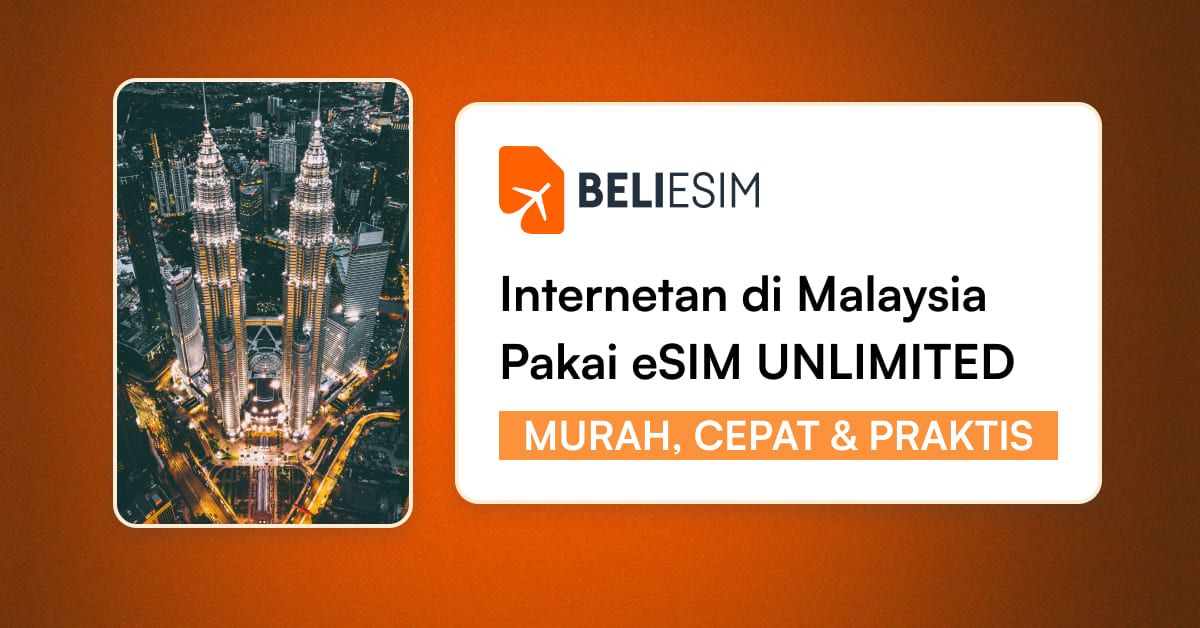 BELIESIM
Internetan di Malaysia
Pakai eSIM UNLIMITED
MURAH, CEPAT & PRAKTIS